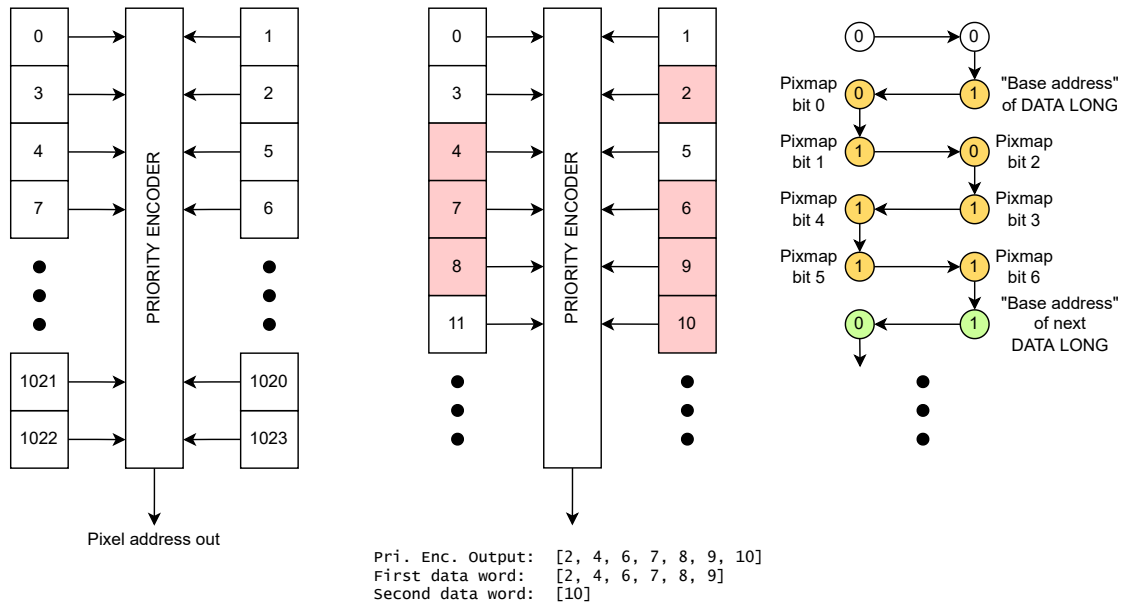 0
1
3
2
4
5
7
6
1021
1020
1022
1023
PRIORITY ENCODER
Pixel address out
0
1
3
2
4
5
7
6
8
9
11
10
PRIORITY ENCODER
Pri. Enc. Output: [2, 4, 6, 7, 8, 9, 10]
First data word: [2, 4, 6, 7, 8, 9]
Second data word: [10]
0
0
Pixmap
bit 0
0
1
"Base address"
of DATA LONG
Pixmap
bit 1
1
0
Pixmap
bit 2
Pixmap
bit 4
1
1
Pixmap
bit 3
Pixmap
bit 5
1
1
Pixmap
bit 6
0
1
"Base address"
of next
DATA LONG